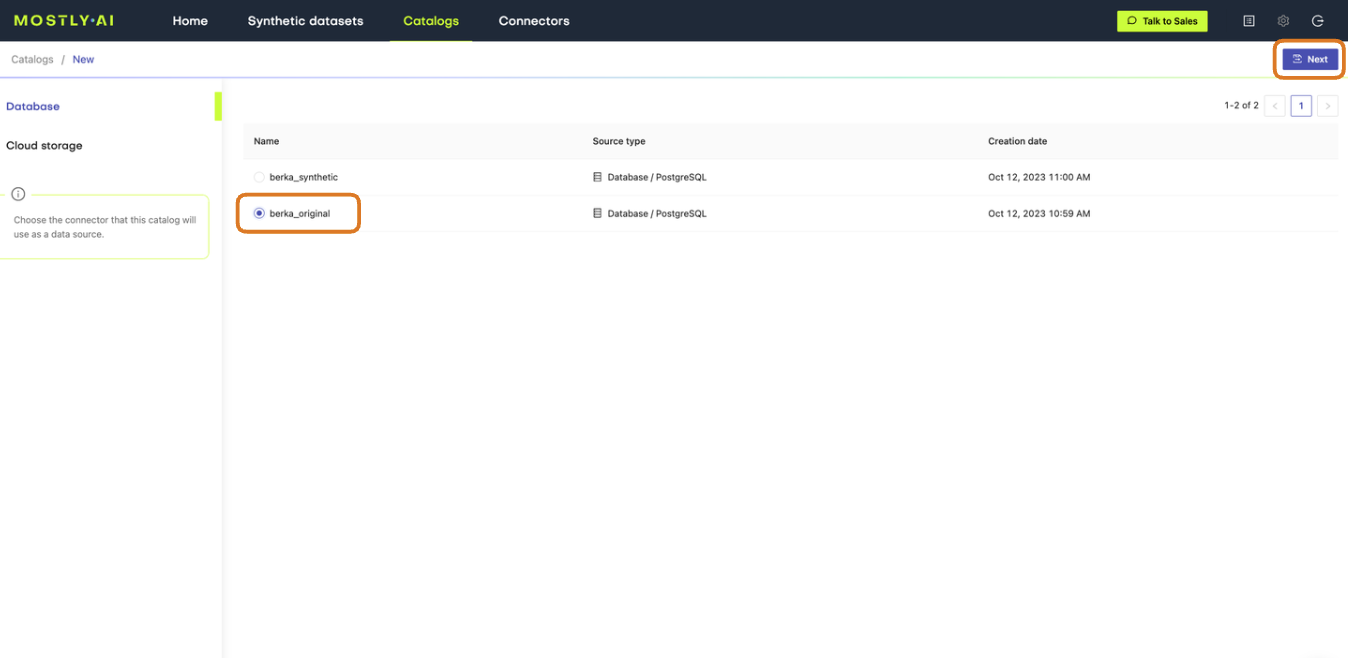 MOSTLY·AI Home Synthetic datasets Catalogs Connectors Talk to Sales
Catalogs / New Next
Database
Cloud storage
Choose the connector that this catalog will
use as a data source.
1-2 of 2 < 1 >
Name Source type Creation date
berka_synthetic Database / PostgreSQL Oct 12, 2023 11:00 AM
berka_original Database / PostgreSQL Oct 12, 2023 10:59 AM